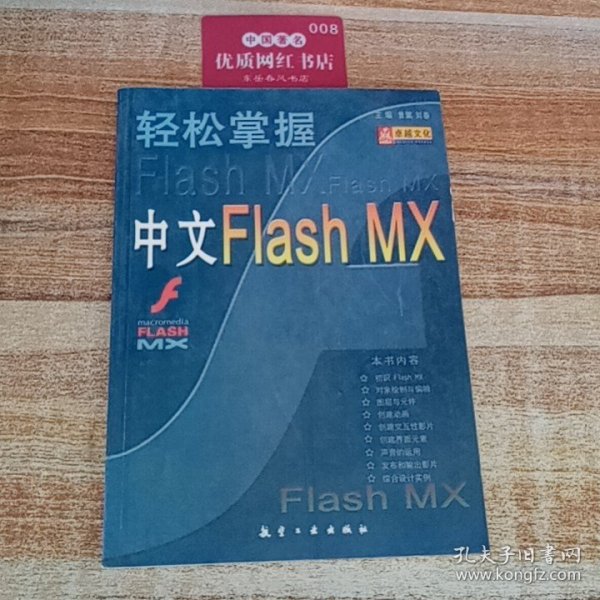 008
中国著名
优质网红书店
东岳春风书店
主编 曾昊 刘春
轻松掌握
卓越文化
Flash MX Flash MX
中文Flash MX
macromedia
FLASH
MX
本书内容
☆ 初识 Flash MX
☆ 对象绘制与编辑
☆ 图层与元件
☆ 创建动画
☆ 创建交互性影片
☆ 创建界面元素
☆ 声音的运用
☆ 发布和输出影片
☆ 综合设计实例
Flash MX
航空工业出版社
孔夫子旧书网
www.kongfz.com